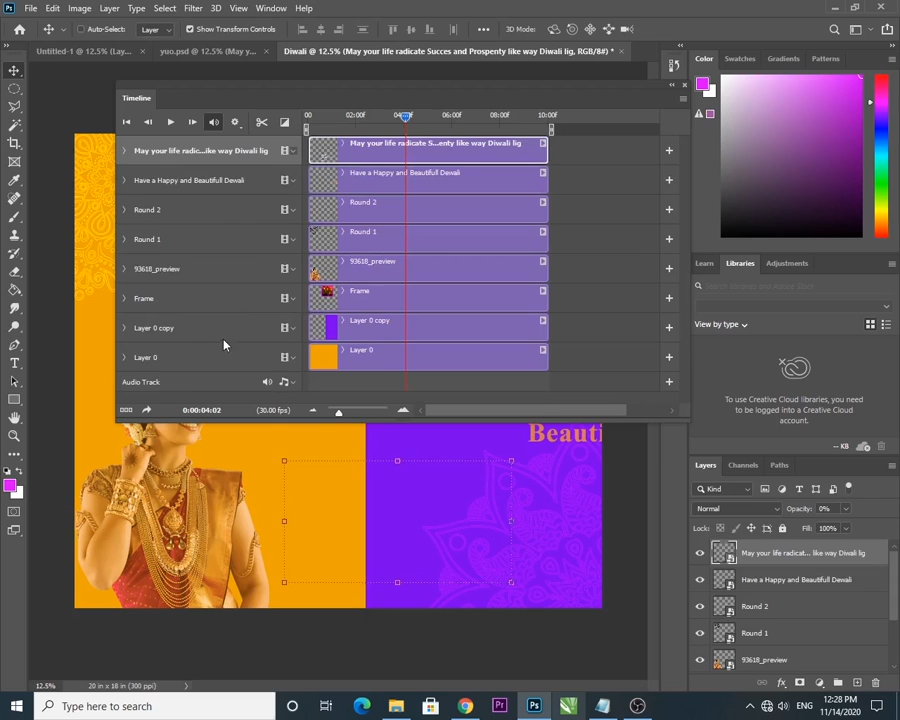 Ps File Edit Image Layer Type Select Filter 3D View Window Help
Auto-Select: Layer Show Transform Controls 3D Mode:
Untitled-1 @ 12.5% (Lay... × yuo.psd @ 12.5% (May y... × Diwali @ 12.5% (May your life radicate Succes and Prospenty like way Diwali lig, RGB/8#) * ×
Color Swatches Gradients Patterns
Timeline
00 02:00f 04:00f 06:00f 08:00f 10:00f
May your life radic...ike way Diwali lig May your life radicate S...enty like way Diwali lig
Have a Happy and Beautifull Dewali Have a Happy and Beautifull Dewali
Round 2 Round 2
Round 1 Round 1
93618_preview 93618_preview
Frame Frame
Layer 0 copy Layer 0 copy
Layer 0 Layer 0
Audio Track
0:00:04:02 (30.00 fps)
Beauti
Learn Libraries Adjustments
View by type
To use Creative Cloud libraries, you need to be logged into a Creative Cloud account.
-- KB
Layers Channels Paths
Kind
Normal Opacity: 0%
Lock: Fill: 100%
May your life radicat... like way Diwali lig
Have a Happy and Beautifull Dewali
Round 2
Round 1
93618_preview
12.5% 20 in x 18 in (300 ppi)
Type here to search
Pr Ps
ENG 12:28 PM
11/14/2020